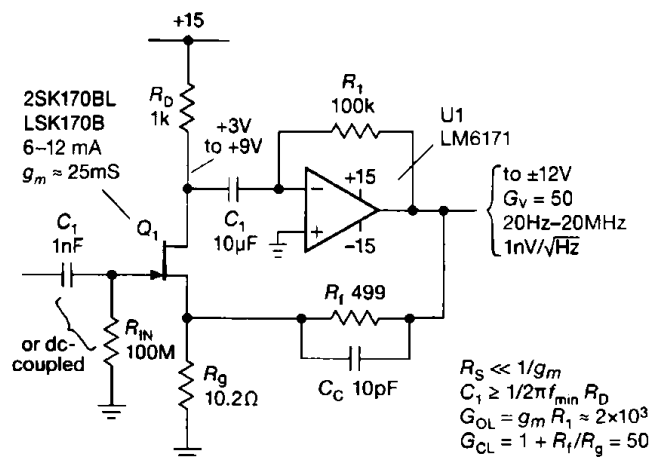 +15
2SK170BL
LSK170B
6–12 mA
gm ≈ 25mS
RD
1k
+3V
to +9V
R1
100k
U1
LM6171
C1
10µF
−
+
+15
−15
to ±12V
GV = 50
20Hz–20MHz
1nV/√Hz
C1
1nF
Q1
or dc-
coupled
RIN
100M
Rf 499
CC 10pF
Rg
10.2Ω
RS ≪ 1/gm
C1 ≥ 1/2πfmin RD
GOL = gm R1 ≈ 2×10³
GCL = 1 + Rf/Rg = 50